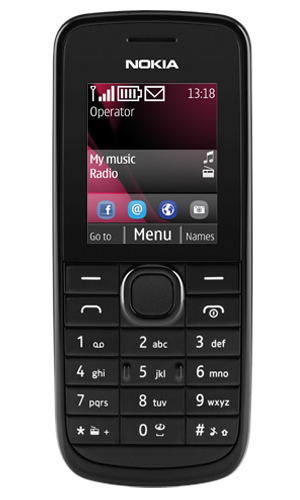 NOKIA
13:18
Operator
My music
Radio
Go to Menu Names
1 2 abc 3 def
4 ghi 5 jkl 6 mno
7 pqrs 8 tuv 9 wxyz
* + 0 #